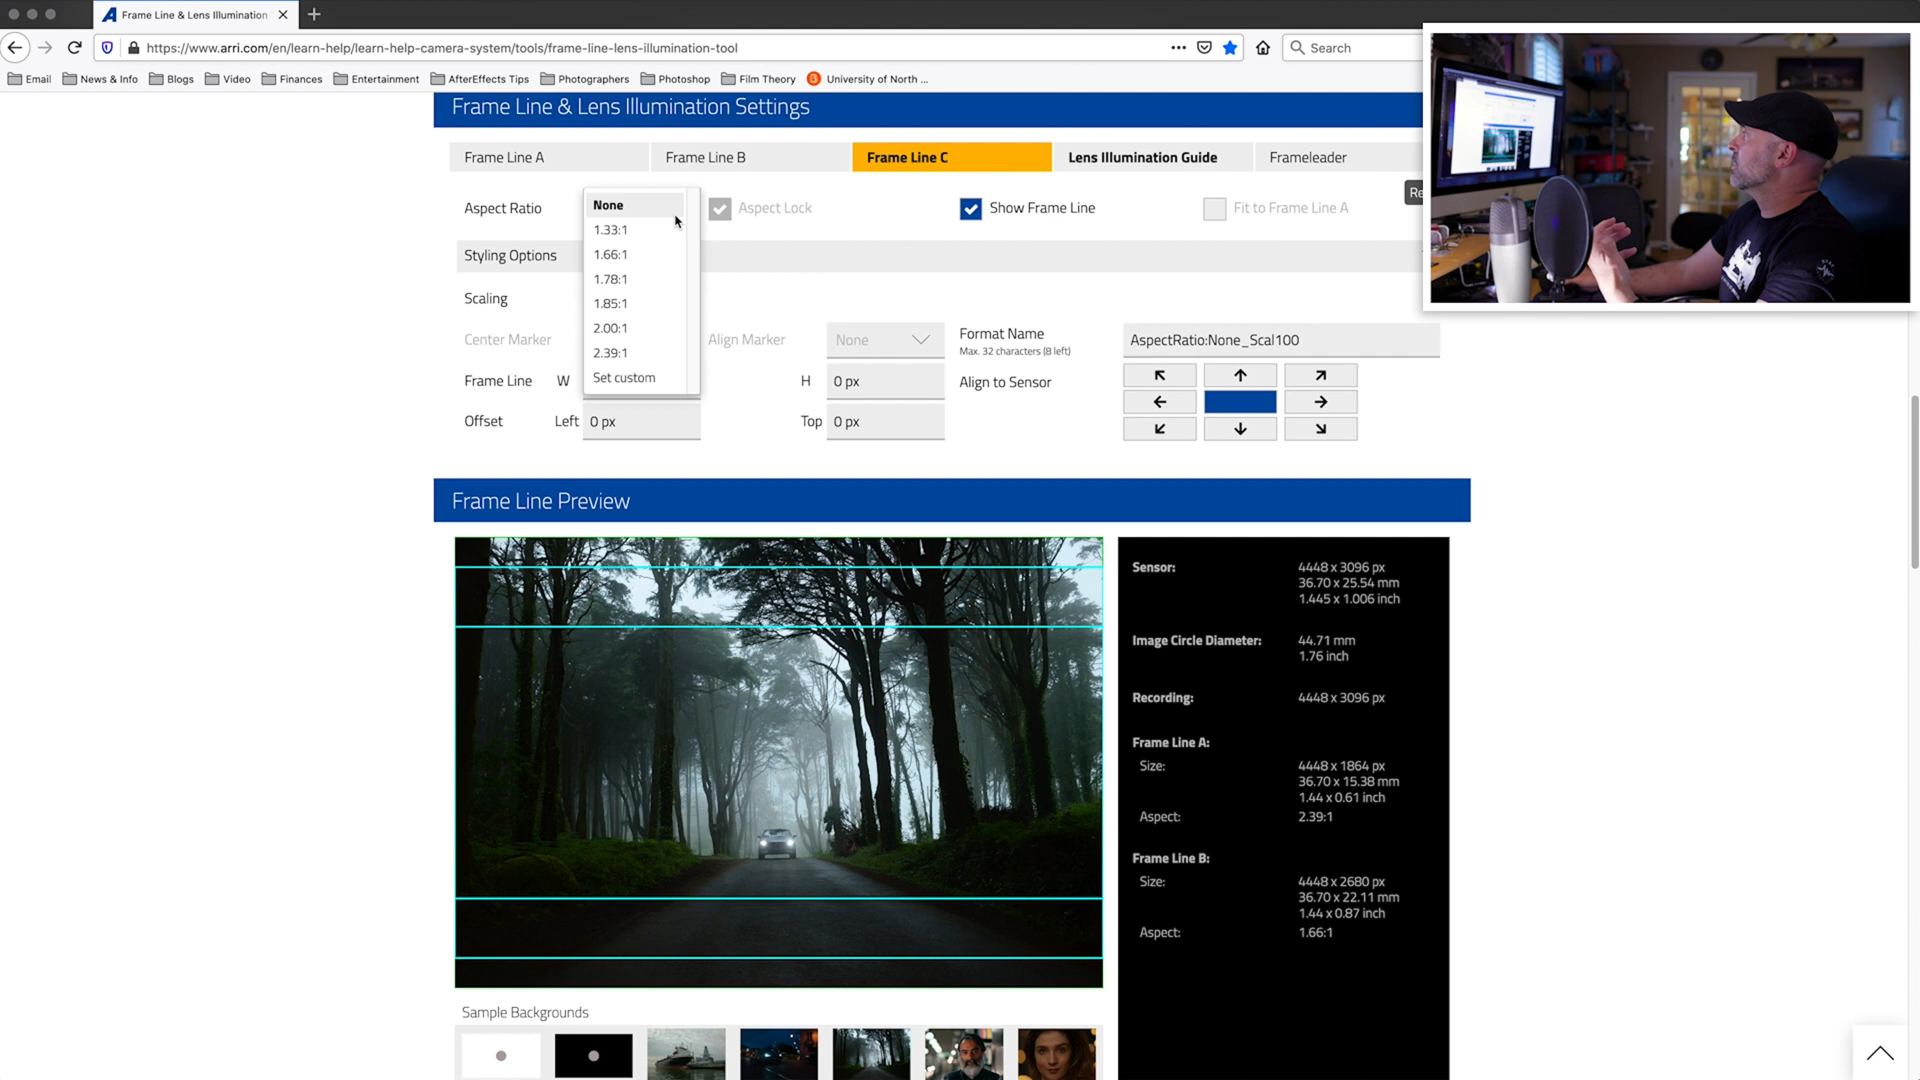 Frame Line & Lens Illumination
https://www.arri.com/en/learn-help/learn-help-camera-system/tools/frame-line-lens-illumination-tool
Search
Email
News & Info
Blogs
Video
Finances
Entertainment
AfterEffects Tips
Photographers
Photoshop
Film Theory
University of North ...
Frame Line & Lens Illumination Settings
Frame Line A
Frame Line B
Frame Line C
Lens Illumination Guide
Frameleader
Re
Aspect Ratio
None
1.33:1
1.66:1
1.78:1
1.85:1
2.00:1
2.39:1
Set custom
Aspect Lock
Show Frame Line
Fit to Frame Line A
Styling Options
Scaling
Center Marker
Align Marker
None
Format Name
Max. 32 characters (8 left)
AspectRatio:None_Scal100
Frame Line W
H 0 px
Align to Sensor
Offset Left 0 px
Top 0 px
Frame Line Preview
Sensor: 4448 x 3096 px
36.70 x 25.54 mm
1.445 x 1.006 inch
Image Circle Diameter: 44.71 mm
1.76 inch
Recording: 4448 x 3096 px
Frame Line A:
Size: 4448 x 1864 px
36.70 x 15.38 mm
1.44 x 0.61 inch
Aspect: 2.39:1
Frame Line B:
Size: 4448 x 2680 px
36.70 x 22.11 mm
1.44 x 0.87 inch
Aspect: 1.66:1
Sample Backgrounds